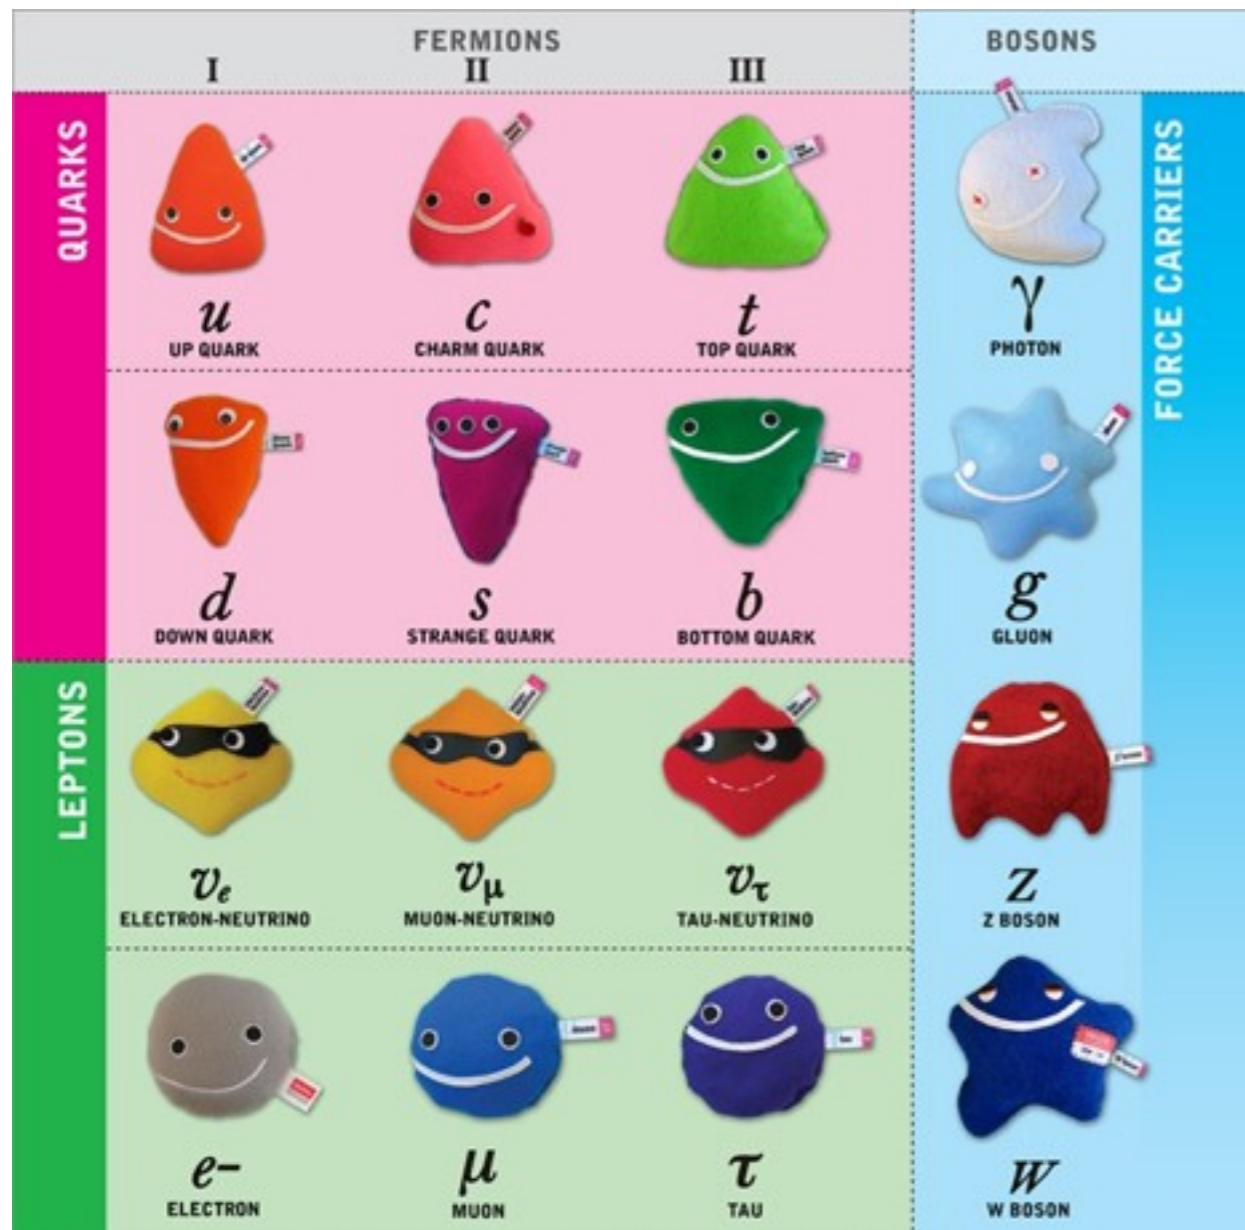 FERMIONS
BOSONS
I
II
III
QUARKS
FORCE CARRIERS
u
c
t
γ
UP QUARK
CHARM QUARK
TOP QUARK
PHOTON
d
s
b
g
DOWN QUARK
STRANGE QUARK
BOTTOM QUARK
GLUON
LEPTONS
νe
νμ
ντ
Z
ELECTRON-NEUTRINO
MUON-NEUTRINO
TAU-NEUTRINO
Z BOSON
e-
μ
τ
W
ELECTRON
MUON
TAU
W BOSON